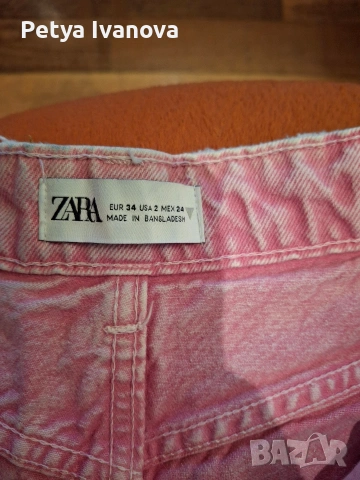 Petya Ivanova
ZARA
EUR 34 USA 2 MEX 24
MADE IN BANGLADESH
BAZAR